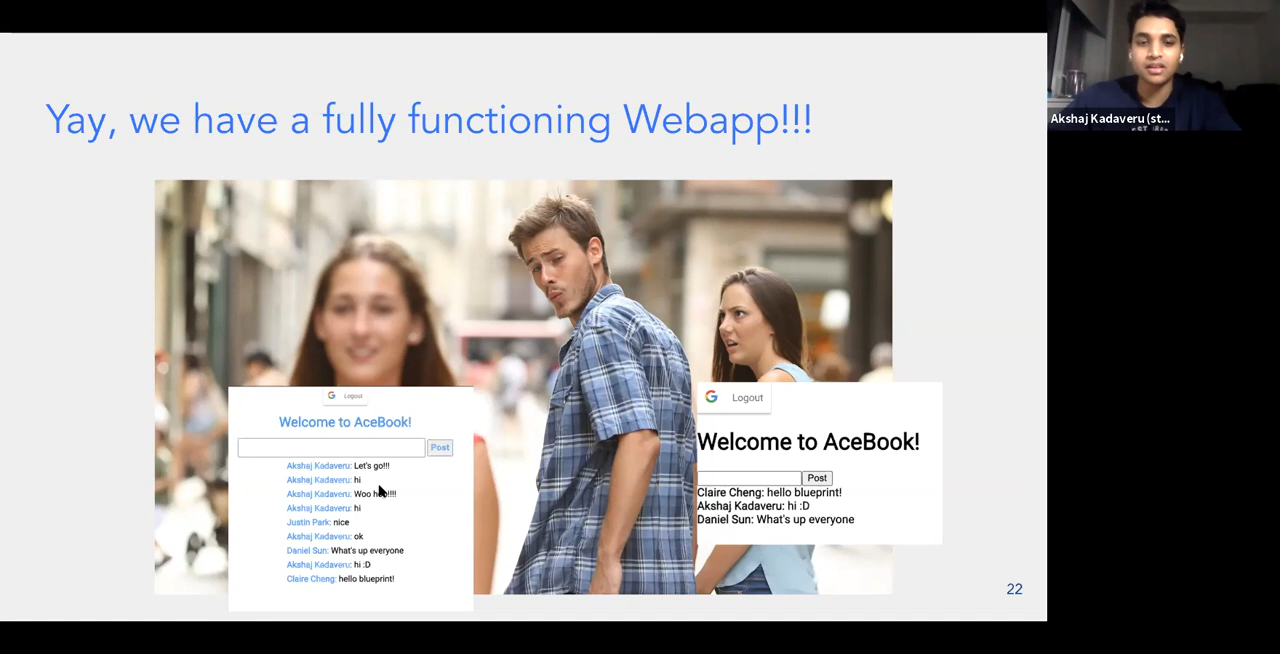 Yay, we have a fully functioning Webapp!!!
Akshaj Kadaveru (st...
Logout
Welcome to AceBook!
Post
Akshaj Kadaveru: Let's go!!!
Akshaj Kadaveru: hi
Akshaj Kadaveru: Woo !!!!
Akshaj Kadaveru: hi
Justin Park: nice
Akshaj Kadaveru: ok
Daniel Sun: What's up everyone
Akshaj Kadaveru: hi :D
Claire Cheng: hello blueprint!
Logout
Welcome to AceBook!
Post
Claire Cheng: hello blueprint!
Akshaj Kadaveru: hi :D
Daniel Sun: What's up everyone
22